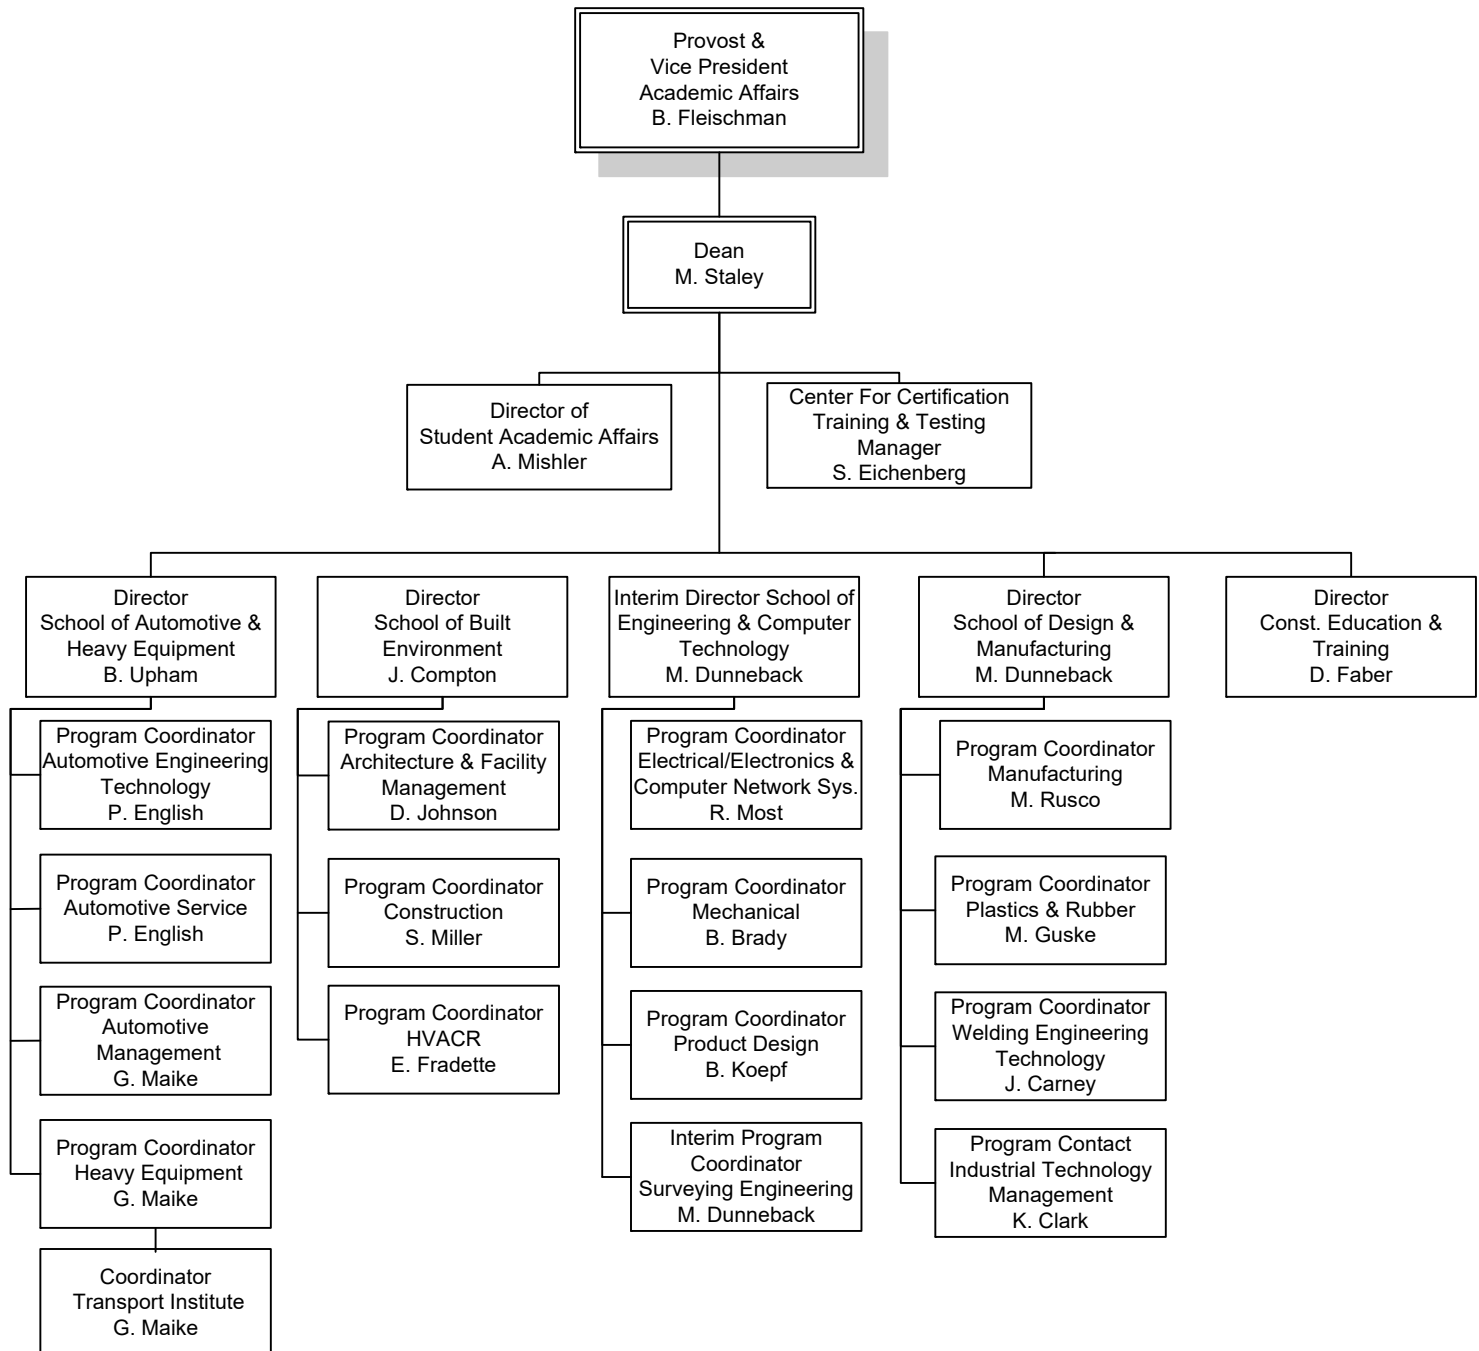 Provost &
Vice President
Academic Affairs
B. Fleischman
Dean
M. Staley
Director of
Student Academic Affairs
A. Mishler
Center For Certification
Training & Testing
Manager
S. Eichenberg
Director
School of Automotive &
Heavy Equipment
B. Upham
Director
School of Built
Environment
J. Compton
Interim Director School of
Engineering & Computer
Technology
M. Dunneback
Director
School of Design &
Manufacturing
M. Dunneback
Director
Const. Education &
Training
D. Faber
Program Coordinator
Automotive Engineering
Technology
P. English
Program Coordinator
Automotive Service
P. English
Program Coordinator
Automotive
Management
G. Maike
Program Coordinator
Heavy Equipment
G. Maike
Coordinator
Transport Institute
G. Maike
Program Coordinator
Architecture & Facility
Management
D. Johnson
Program Coordinator
Construction
S. Miller
Program Coordinator
HVACR
E. Fradette
Program Coordinator
Electrical/Electronics &
Computer Network Sys.
R. Most
Program Coordinator
Mechanical
B. Brady
Program Coordinator
Product Design
B. Koepf
Interim Program
Coordinator
Surveying Engineering
M. Dunneback
Program Coordinator
Manufacturing
M. Rusco
Program Coordinator
Plastics & Rubber
M. Guske
Program Coordinator
Welding Engineering
Technology
J. Carney
Program Contact
Industrial Technology
Management
K. Clark